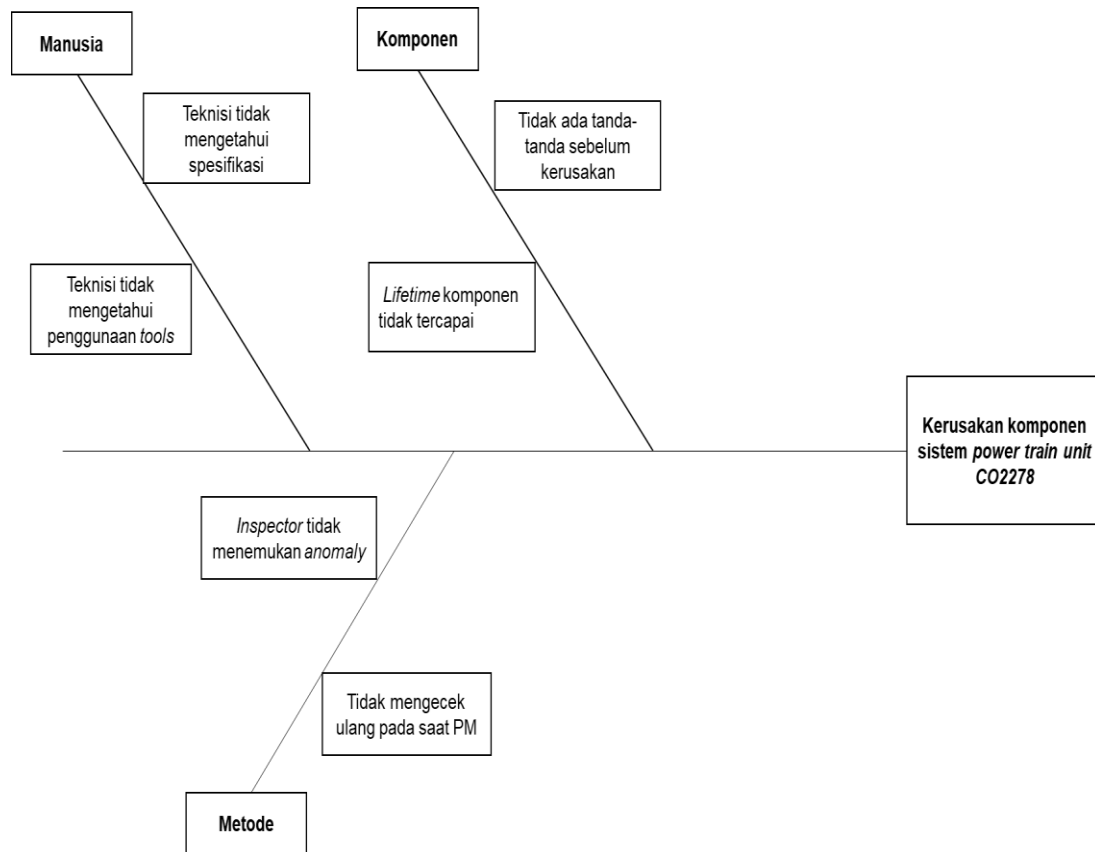 Manusia
Komponen
Teknisi tidak
mengetahui
spesifikasi
Tidak ada tanda-
tanda sebelum
kerusakan
Teknisi tidak
mengetahui
penggunaan tools
Lifetime komponen
tidak tercapai
Kerusakan komponen
sistem power train unit
CO2278
Inspector tidak
menemukan anomaly
Tidak mengecek
ulang pada saat PM
Metode